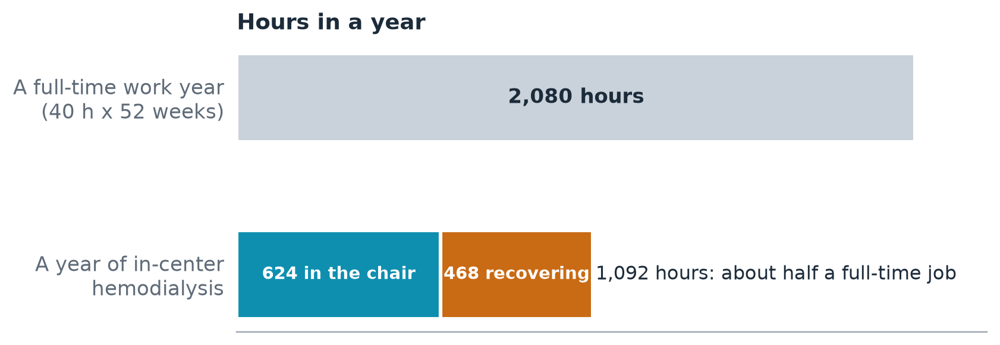 Hours in a year
A full-time work year
(40 h x 52 weeks)
2,080 hours
A year of in-center
hemodialysis
624 in the chair
468 recovering
1,092 hours: about half a full-time job